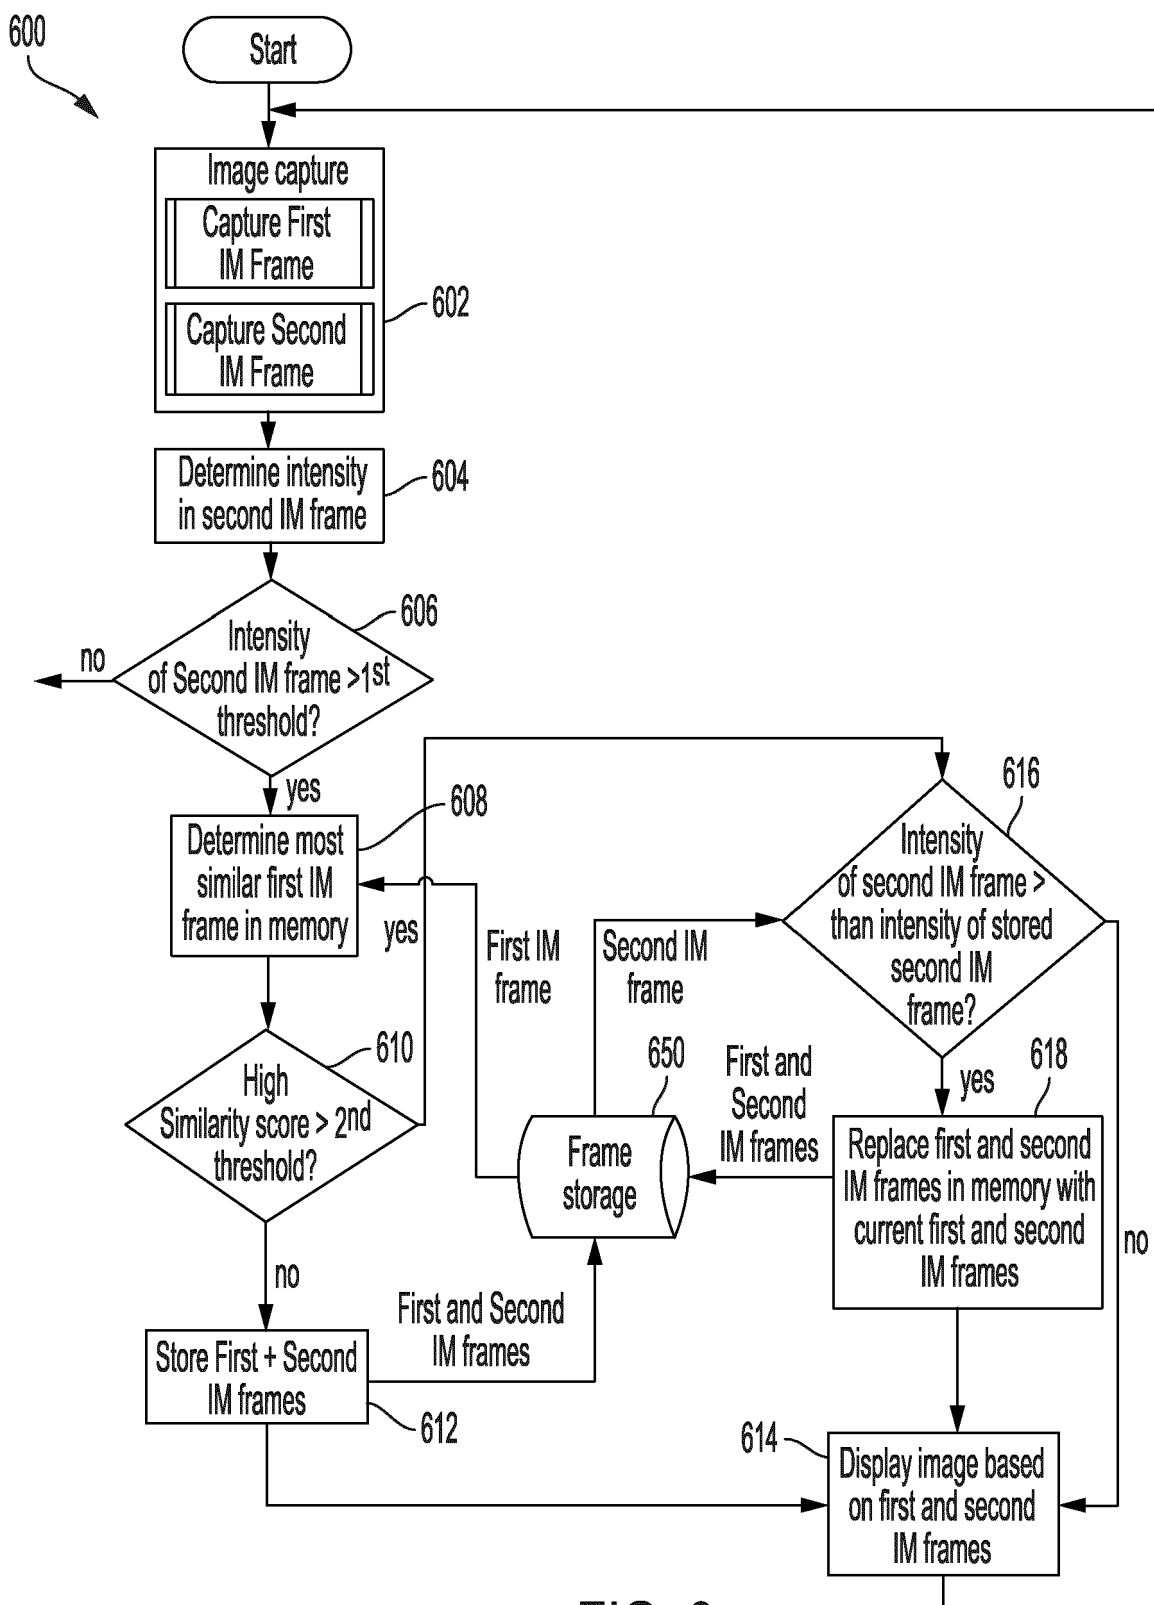 600
Start
Image capture
Capture First
IM Frame
Capture Second
IM Frame
602
Determine intensity
in second IM frame
604
606
Intensity
of Second IM frame >1st
threshold?
no
yes
608
Determine most
similar first IM
frame in memory
yes
610
High
Similarity score > 2nd
threshold?
no
Store First + Second
IM frames
612
First and Second
IM frames
First IM
frame
Second IM
frame
650
Frame
storage
First and
Second
IM frames
616
Intensity
of second IM frame >
than intensity of stored
second IM
frame?
yes
618
Replace first and second
IM frames in memory with
current first and second
IM frames
no
614
Display image based
on first and second
IM frames